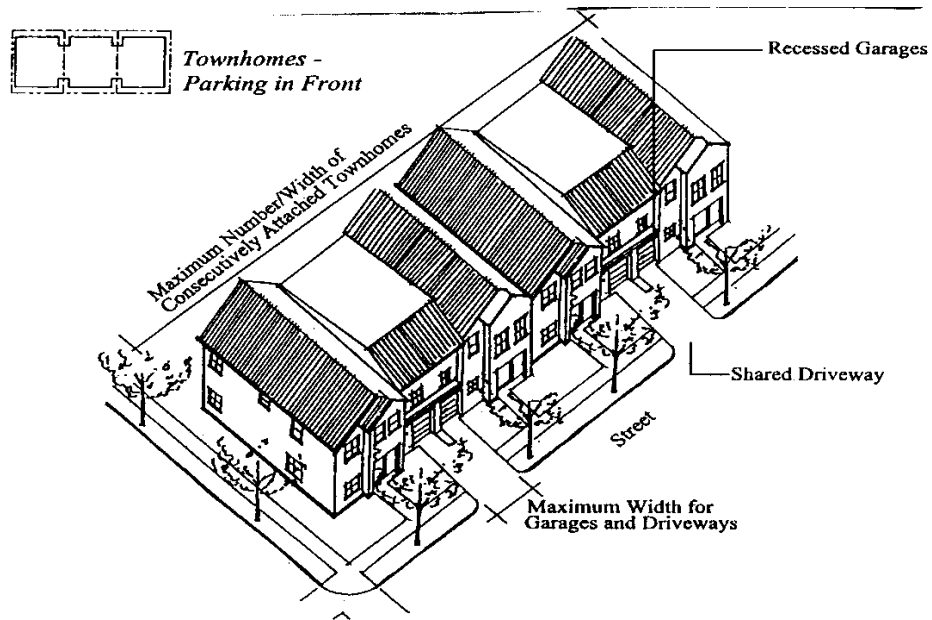 Townhomes -
Parking in Front
Recessed Garages
Maximum Number/Width of
Consecutively Attached Townhomes
Shared Driveway
Street
Maximum Width for
Garages and Driveways